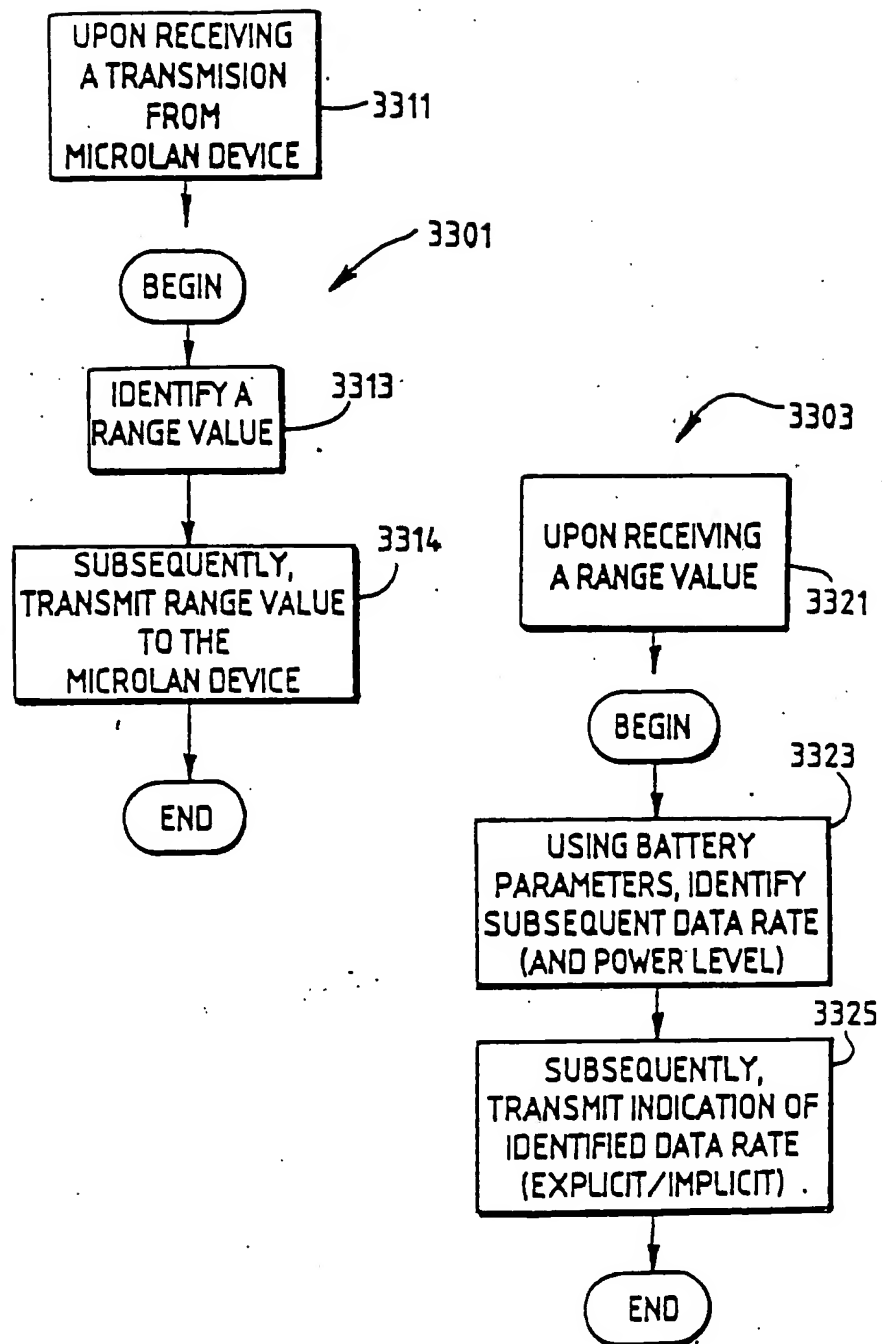 UPON RECEIVING
A TRANSMISION
FROM
MICROLAN DEVICE
3311
3301
BEGIN
IDENTIFY A
RANGE VALUE
3313
SUBSEQUENTLY,
TRANSMIT RANGE VALUE
TO THE
MICROLAN DEVICE
3314
END
3303
UPON RECEIVING
A RANGE VALUE
3321
BEGIN
3323
USING BATTERY
PARAMETERS, IDENTIFY
SUBSEQUENT DATA RATE
(AND POWER LEVEL)
3325
SUBSEQUENTLY,
TRANSMIT INDICATION OF
IDENTIFIED DATA RATE
(EXPLICIT/IMPLICIT)
END